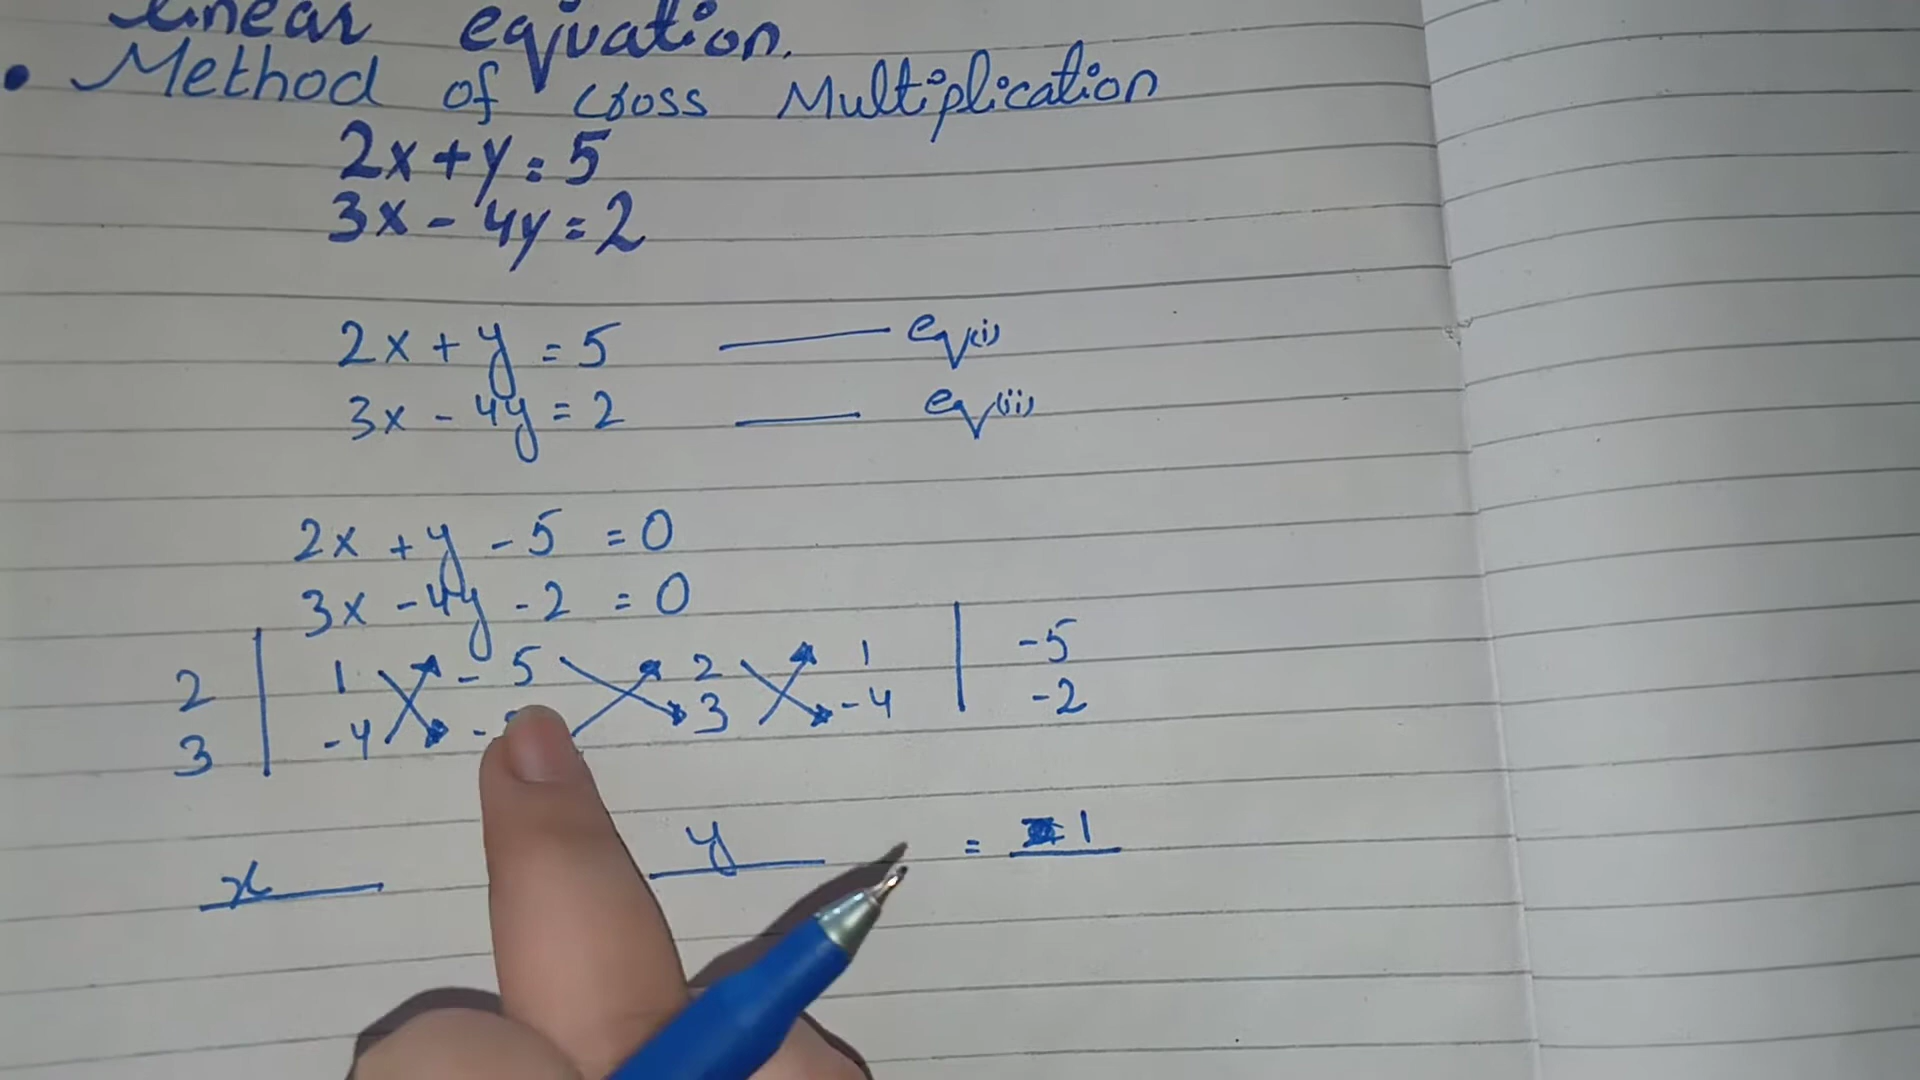 linear equation.
• Method of cross Multiplication
2x + y = 5
3x - 4y = 2
2x + y = 5 —— eq(i)
3x - 4y = 2 —— eq(ii)
2x + y - 5 = 0
3x - 4y - 2 = 0
2 | 1 - 5 2 1 | -5
3 | -4 - 3 -4 | -2
x y = 1